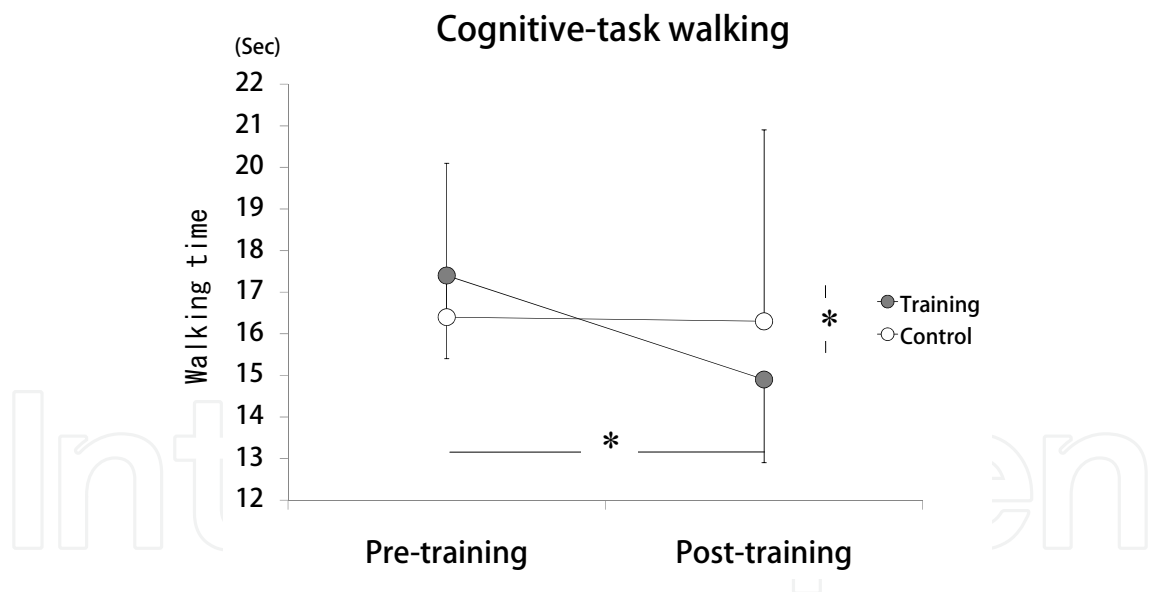 Cognitive-task walking
(Sec)
22
21
20
19
18
17
16
15
14
13
12
Walking time
*
*
Training
Control
Pre-training
Post-training